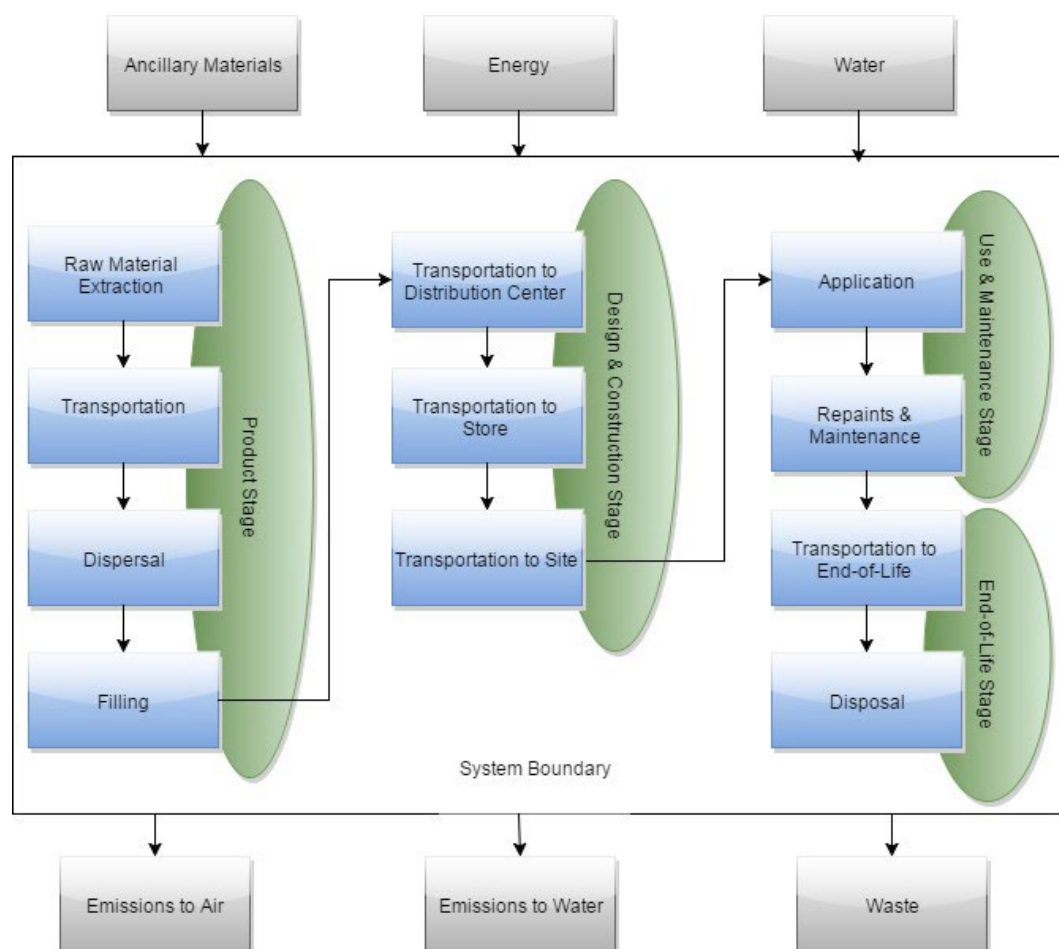 Ancillary Materials
Energy
Water
Raw Material
Extraction
Transportation
Dispersal
Filling
Product Stage
Transportation to
Distribution Center
Transportation to
Store
Transportation to Site
Design & Construction Stage
Application
Repaints &
Maintenance
Use & Maintenance Stage
Transportation to
End-of-Life
Disposal
End-of-Life Stage
System Boundary
Emissions to Air
Emissions to Water
Waste